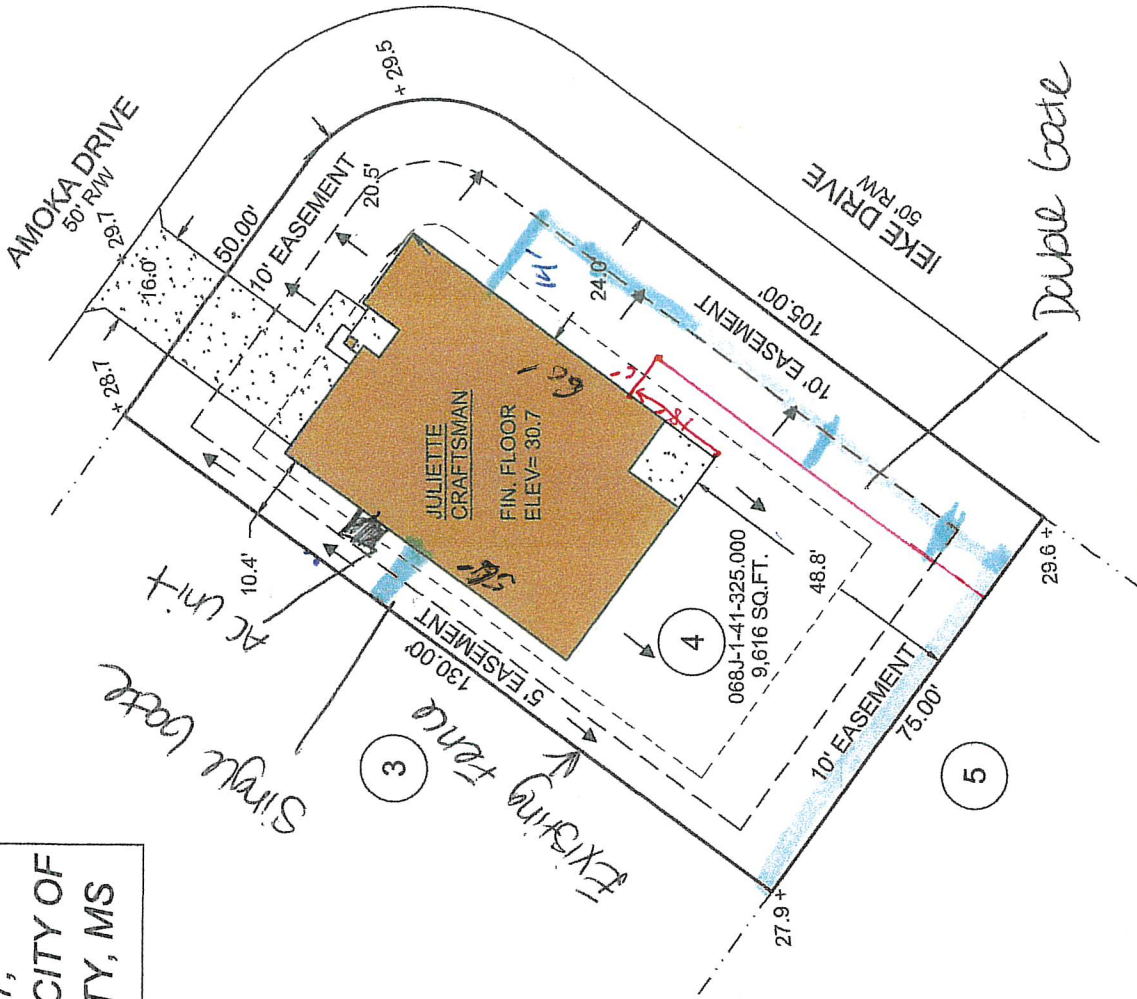 AMOKA DRIVE
50' R/W
29.7
+ 28.7
16.0'
50.00'
10' EASEMENT
20.5'
+ 29.5
IEKE DRIVE
50' R/W
10' EASEMENT
105.00'
24.0'
14'
JULIETTE
CRAFTSMAN
FIN. FLOOR
ELEV= 30.7
10.4'
AC unit
Single Gate
5' EASEMENT
130.00'
Existing Fence
3
4
068J-1-41-325.000
9,616 SQ.FT.
48.8'
10' EASEMENT
75.00'
5
27.9 +
29.6 +
Double Gate
CITY OF
TY, MS